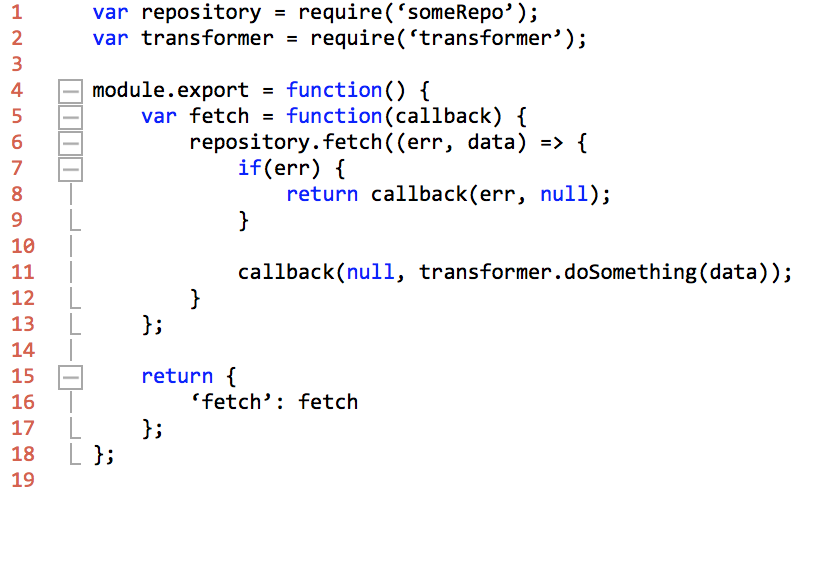 1 var repository = require(‘someRepo’);
2 var transformer = require(‘transformer’);
3
4 module.export = function() {
5     var fetch = function(callback) {
6         repository.fetch((err, data) => {
7             if(err) {
8                 return callback(err, null);
9             }
10
11             callback(null, transformer.doSomething(data));
12         }
13     };
14
15     return {
16         ‘fetch’: fetch
17     };
18 };
19